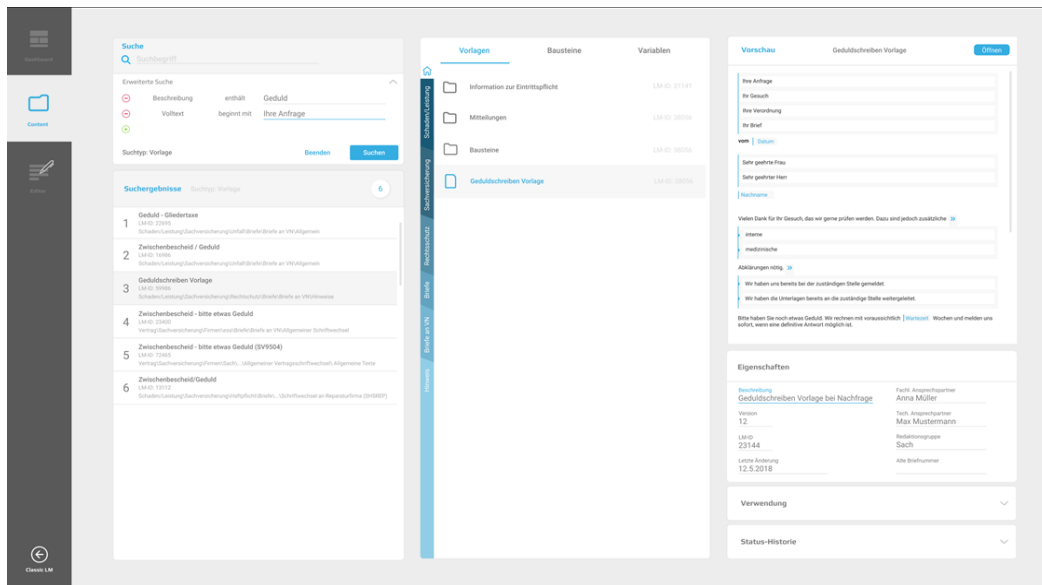 Dashboard
Content
Editor
Classic LM
Suche
Suchbegriff
Erweiterte Suche
Beschreibung enthält Geduld
Volltext beginnt mit Ihre Anfrage
Suchtyp: Vorlage Beenden Suchen
Suchergebnisse Suchtyp: Vorlage 6
1 Geduld - Gliedertaxe
LM-ID: 22695
Schaden/Leistung\Sachversicherung\Unfall\Briefe\Briefe an VN\Allgemein
2 Zwischenbescheid / Geduld
LM-ID: 16986
Schaden/Leistung\Sachversicherung\Unfall\Briefe\Briefe an VN\Allgemein
3 Geduldschreiben Vorlage
LM-ID: 59986
Schaden/Leistung\Sachversicherung\Rechtschutz\Briefe\Briefe an VN\Hinweise
4 Zwischenbescheid - bitte etwas Geduld
LM-ID: 23400
Vertrag\Sachversicherung\Firmen\esa\Briefe\Briefe an VN\Allgemeiner Schriftwechsel
5 Zwischenbescheid - bitte etwas Geduld (SV9504)
LM-ID: 72465
Vertrag\Sachversicherung\Firmen\Sach\...\Allgemeiner Vertragsschriftwechsel\ Allgemeine Texte
6 Zwischenbescheid/Geduld
LM-ID: 13112
Schaden/Leistung\Sachversicherung\Haftpflicht\Briefe\...\Schriftwechsel an Reparaturfirma (SHSREP)
Vorlagen Bausteine Variablen
Schaden/Leistung
Sachversicherung
Rechtsschutz
Briefe
Briefe an VN
Hinweis
Information zur Eintrittspflicht LM-ID: 21141
Mitteilungen
Bausteine
Geduldschreiben Vorlage
Vorschau Geduldschreiben Vorlage Öffnen
Ihre Anfrage
Ihr Gesuch
Ihre Verordnung
Ihr Brief
vom Datum
Sehr geehrte Frau
Sehr geehrter Herr
Nachname
Vielen Dank für Ihr Gesuch, das wir gerne prüfen werden. Dazu sind jedoch zusätzliche »
interne
medizinische
Abklärungen nötig. »
Wir haben uns bereits bei der zuständigen Stelle gemeldet.
Wir haben die Unterlagen bereits an die zuständige Stelle weitergeleitet.
Bitte haben Sie noch etwas Geduld. Wir rechnen mit voraussichtlich Wartezeit Wochen und melden uns
sofort, wenn eine definitive Antwort möglich ist.
Eigenschaften
Beschreibung
Geduldschreiben Vorlage bei Nachfrage
Fachl. Ansprechspartner
Anna Müller
Version
12
Tech. Ansprechpartner
Max Mustermann
LM-ID
23144
Redaktionsgruppe
Sach
Letzte Änderung
12.5.2018
Alte Briefnummer
Verwendung
Status-Historie